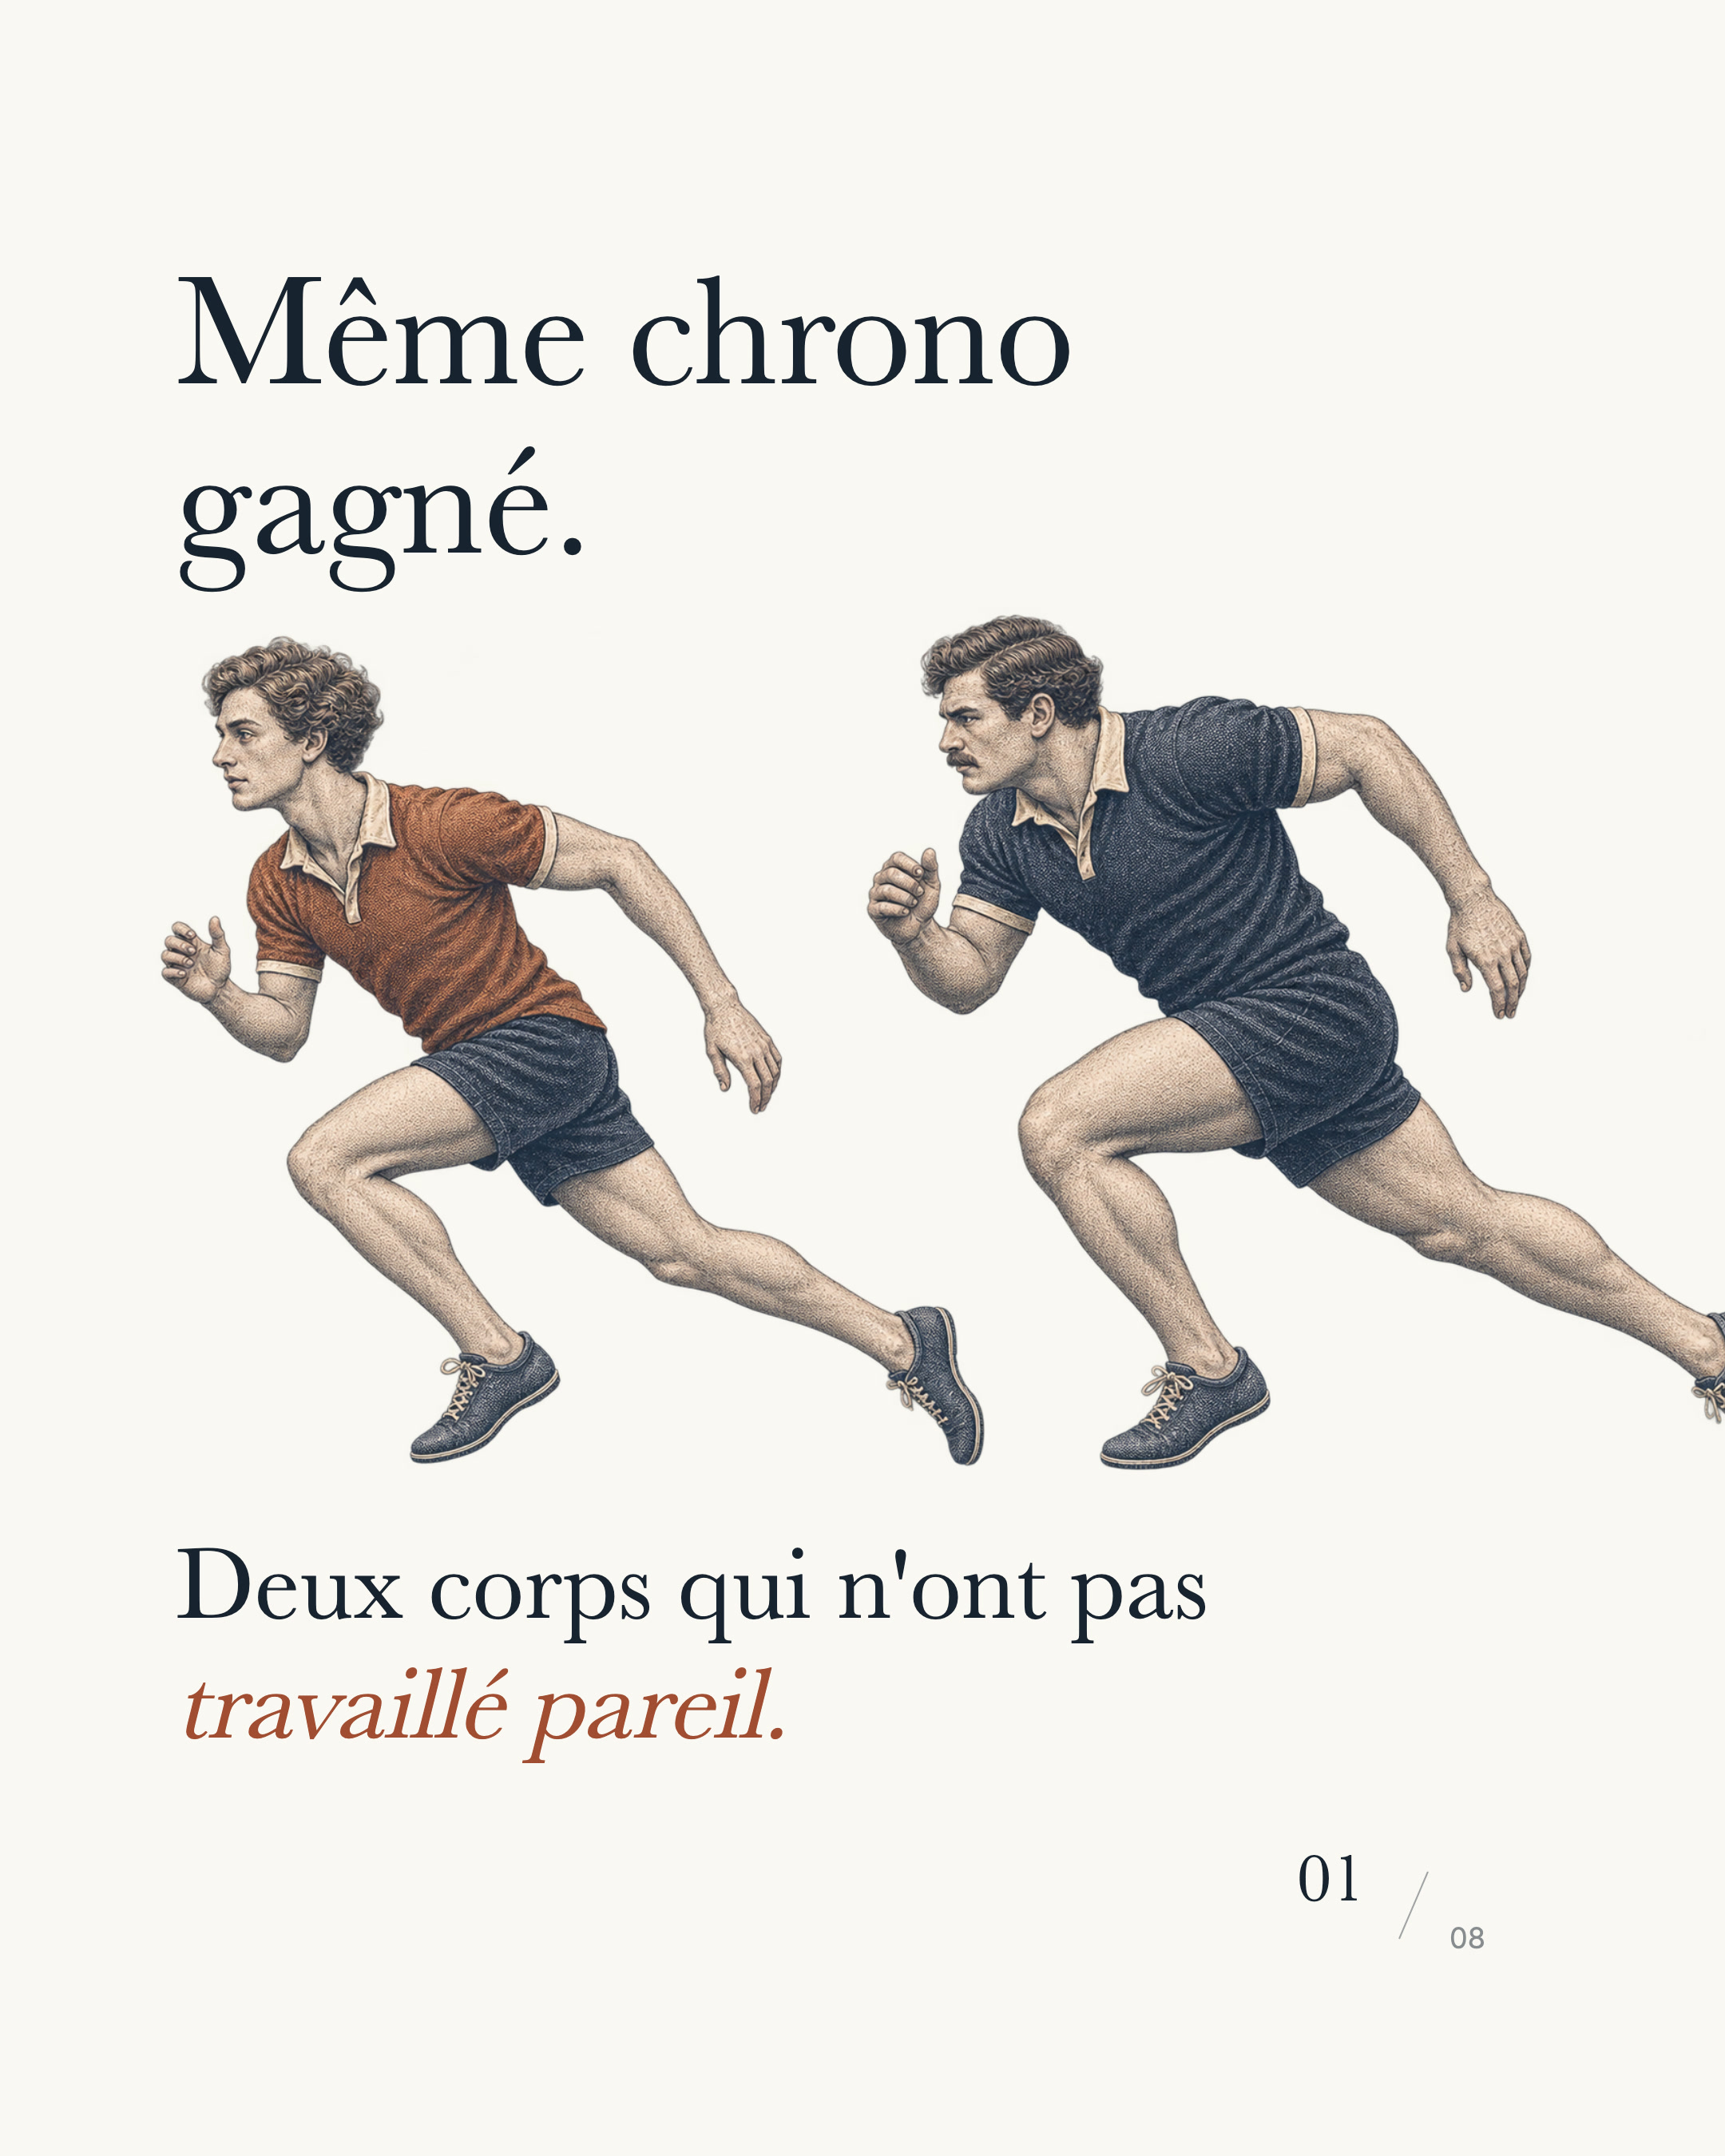 Même chrono
gagné.
Deux corps qui n'ont pas
travaillé pareil.
01 / 08